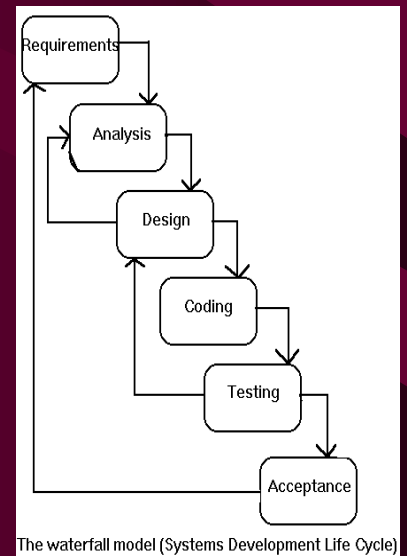 Requirements
Analysis
Design
Coding
Testing
Acceptance
The waterfall model (Systems Development Life Cycle)